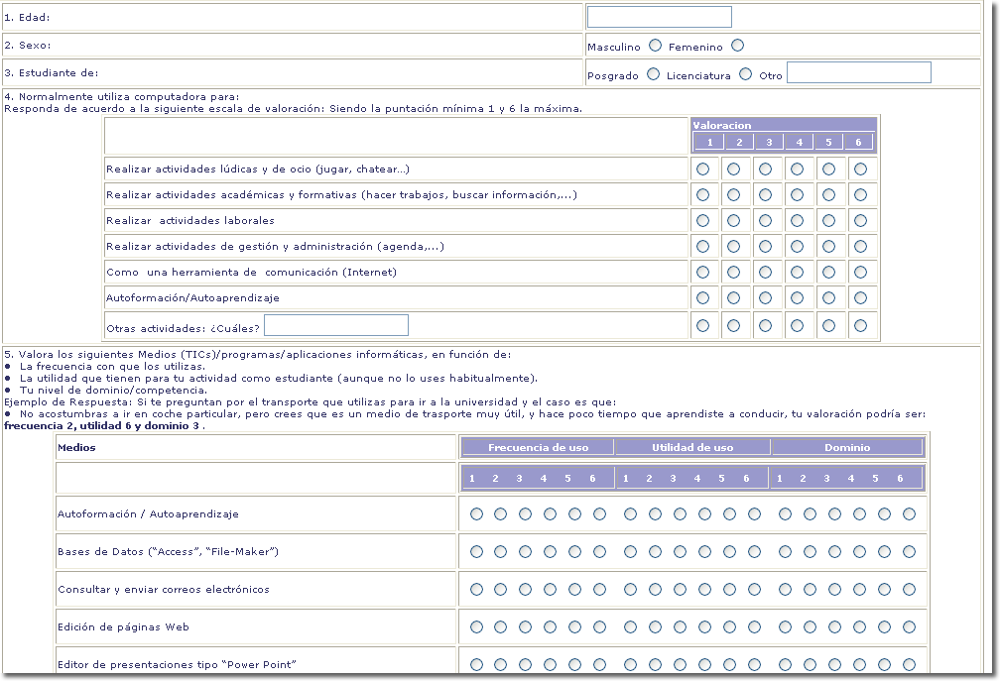 1. Edad:
2. Sexo:
Masculino Femenino
3. Estudiante de:
Posgrado Licenciatura Otro
4. Normalmente utiliza computadora para:
Responda de acuerdo a la siguiente escala de valoración: Siendo la puntación mínima 1 y 6 la máxima.
Valoracion
1 2 3 4 5 6
Realizar actividades lúdicas y de ocio (jugar, chatear...)
Realizar actividades académicas y formativas (hacer trabajos, buscar información,...)
Realizar actividades laborales
Realizar actividades de gestión y administración (agenda,...)
Como una herramienta de comunicación (Internet)
Autoformación/Autoaprendizaje
Otras actividades: ¿Cuáles?
5. Valora los siguientes Medios (TICs)/programas/aplicaciones informáticas, en función de:
• La frecuencia con que los utilizas.
• La utilidad que tienen para tu actividad como estudiante (aunque no lo uses habitualmente).
• Tu nivel de dominio/competencia.
Ejemplo de Respuesta: Si te preguntan por el transporte que utilizas para ir a la universidad y el caso es que:
• No acostumbras a ir en coche particular, pero crees que es un medio de trasporte muy útil, y hace poco tiempo que aprendiste a conducir, tu valoración podría ser:
frecuencia 2, utilidad 6 y dominio 3 .
Medios Frecuencia de uso Utilidad de uso Dominio
1 2 3 4 5 6 1 2 3 4 5 6 1 2 3 4 5 6
Autoformación / Autoaprendizaje
Bases de Datos (“Access”, “File-Maker”)
Consultar y enviar correos electrónicos
Edición de páginas Web
Editor de presentaciones tipo “Power Point”